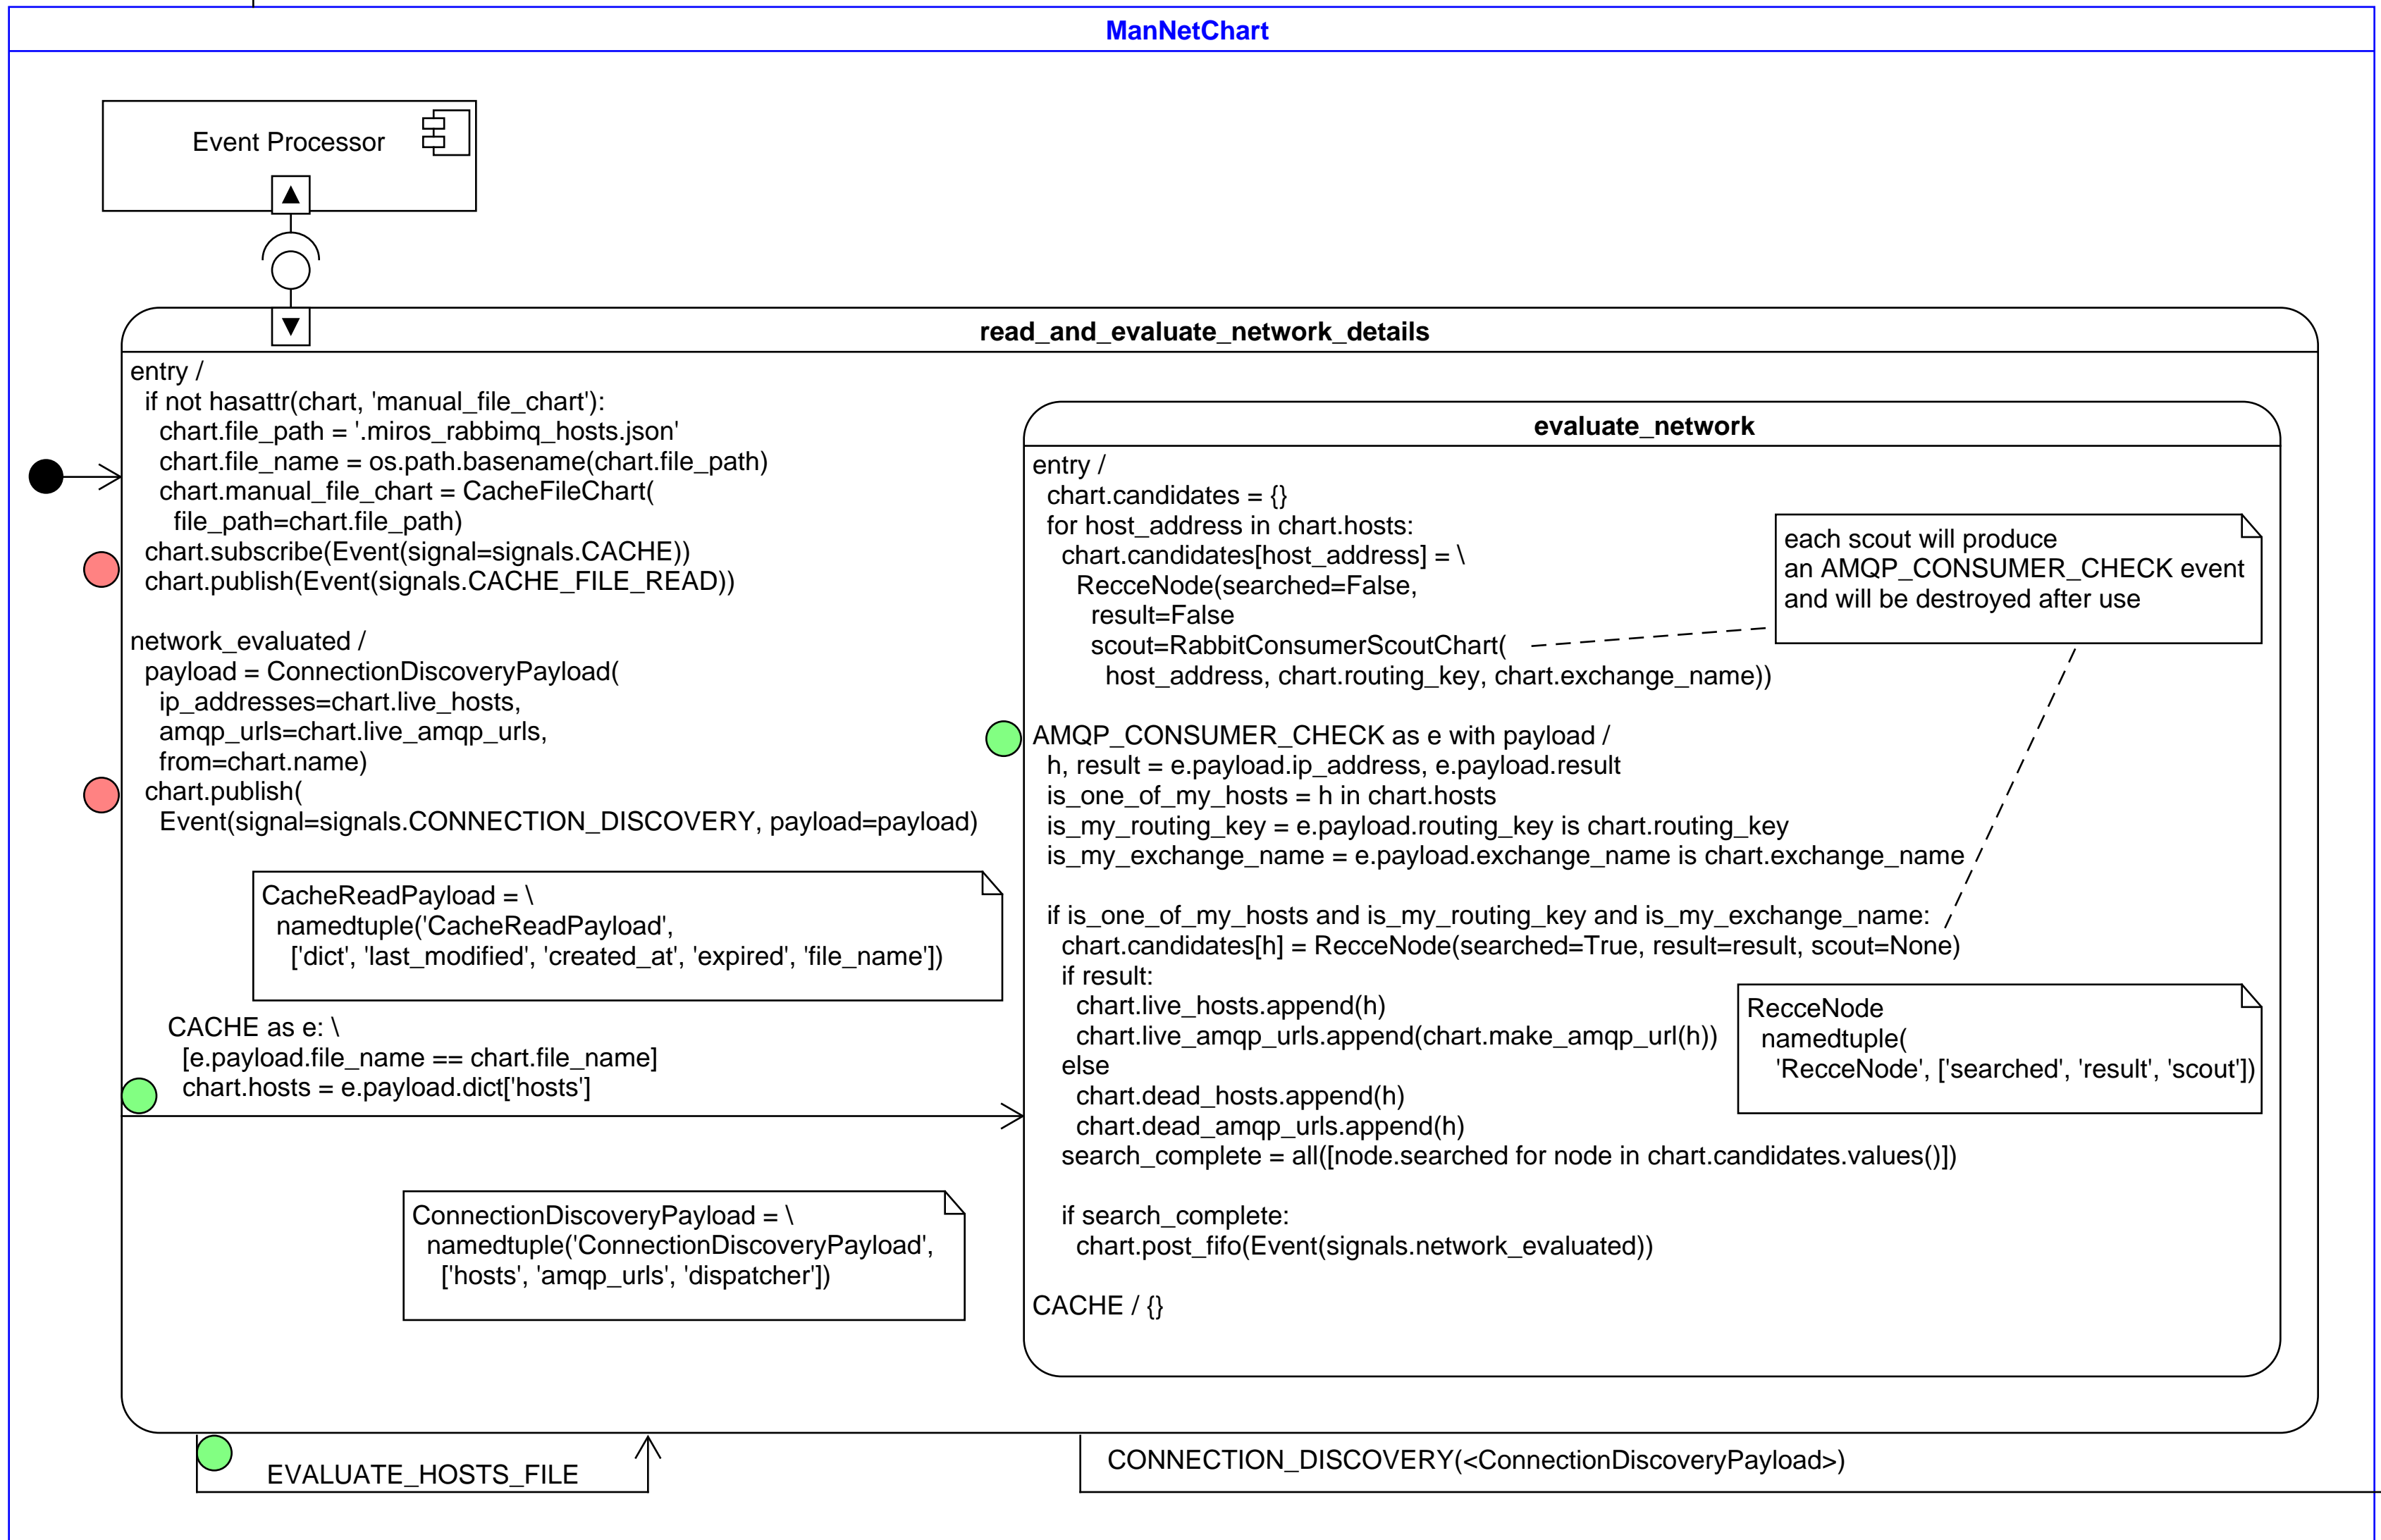 ManNetChart
Event Processor
read_and_evaluate_network_details
entry /
if not hasattr(chart, 'manual_file_chart'):
chart.file_path = '.miros_rabbimq_hosts.json'
chart.file_name = os.path.basename(chart.file_path)
chart.manual_file_chart = CacheFileChart(
file_path=chart.file_path)
chart.subscribe(Event(signal=signals.CACHE))
chart.publish(Event(signals.CACHE_FILE_READ))
network_evaluated /
payload = ConnectionDiscoveryPayload(
ip_addresses=chart.live_hosts,
amqp_urls=chart.live_amqp_urls,
from=chart.name)
chart.publish(
Event(signal=signals.CONNECTION_DISCOVERY, payload=payload)
CacheReadPayload = \
namedtuple('CacheReadPayload',
['dict', 'last_modified', 'created_at', 'expired', 'file_name'])
CACHE as e: \
[e.payload.file_name == chart.file_name]
chart.hosts = e.payload.dict['hosts']
ConnectionDiscoveryPayload = \
namedtuple('ConnectionDiscoveryPayload',
['hosts', 'amqp_urls', 'dispatcher'])
evaluate_network
entry /
chart.candidates = {}
for host_address in chart.hosts:
chart.candidates[host_address] = \
RecceNode(searched=False,
result=False
scout=RabbitConsumerScoutChart(
host_address, chart.routing_key, chart.exchange_name))
each scout will produce
an AMQP_CONSUMER_CHECK event
and will be destroyed after use
AMQP_CONSUMER_CHECK as e with payload /
h, result = e.payload.ip_address, e.payload.result
is_one_of_my_hosts = h in chart.hosts
is_my_routing_key = e.payload.routing_key is chart.routing_key
is_my_exchange_name = e.payload.exchange_name is chart.exchange_name
if is_one_of_my_hosts and is_my_routing_key and is_my_exchange_name:
chart.candidates[h] = RecceNode(searched=True, result=result, scout=None)
if result:
chart.live_hosts.append(h)
chart.live_amqp_urls.append(chart.make_amqp_url(h))
else
chart.dead_hosts.append(h)
chart.dead_amqp_urls.append(h)
search_complete = all([node.searched for node in chart.candidates.values()])
if search_complete:
chart.post_fifo(Event(signals.network_evaluated))
CACHE / {}
RecceNode
namedtuple(
'RecceNode', ['searched', 'result', 'scout'])
EVALUATE_HOSTS_FILE
CONNECTION_DISCOVERY(<ConnectionDiscoveryPayload>)